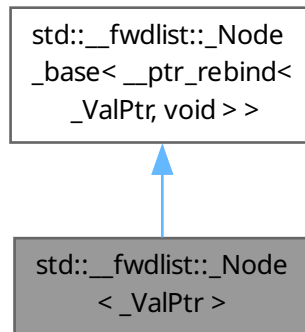 std::__fwdlist::_Node
_base< __ptr_rebind<
_ValPtr, void > >
std::__fwdlist::_Node
< _ValPtr >